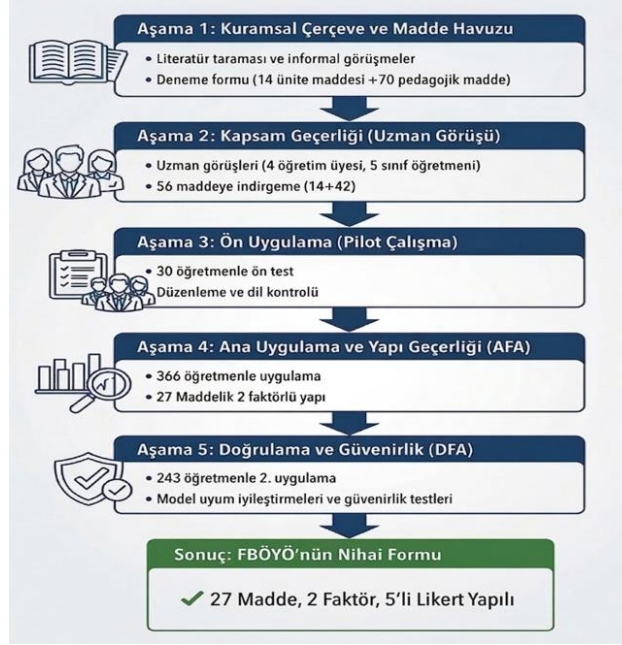 Aşama 1: Kuramsal Çerçeve ve Madde Havuzu
• Literatür taraması ve informal görüşmeler
• Deneme formu (14 ünite maddesi +70 pedagojik madde)
Aşama 2: Kapsam Geçerliği (Uzman Görüşü)
• Uzman görüşleri (4 öğretim üyesi, 5 sınıf öğretmeni)
• 56 maddeye indirgeme (14+42)
Aşama 3: Ön Uygulama (Pilot Çalışma)
• 30 öğretmenle ön test
Düzenleme ve dil kontrolü
Aşama 4: Ana Uygulama ve Yapı Geçerliği (AFA)
• 366 öğretmenle uygulama
• 27 Maddelik 2 faktörlü yapı
Aşama 5: Doğrulama ve Güvenirlik (DFA)
• 243 öğretmenle 2. uygulama
• Model uyum iyileştirmeleri ve güvenirlik testleri
Sonuç: FBÖYÖ'nün Nihai Formu
✓ 27 Madde, 2 Faktör, 5'li Likert Yapılı